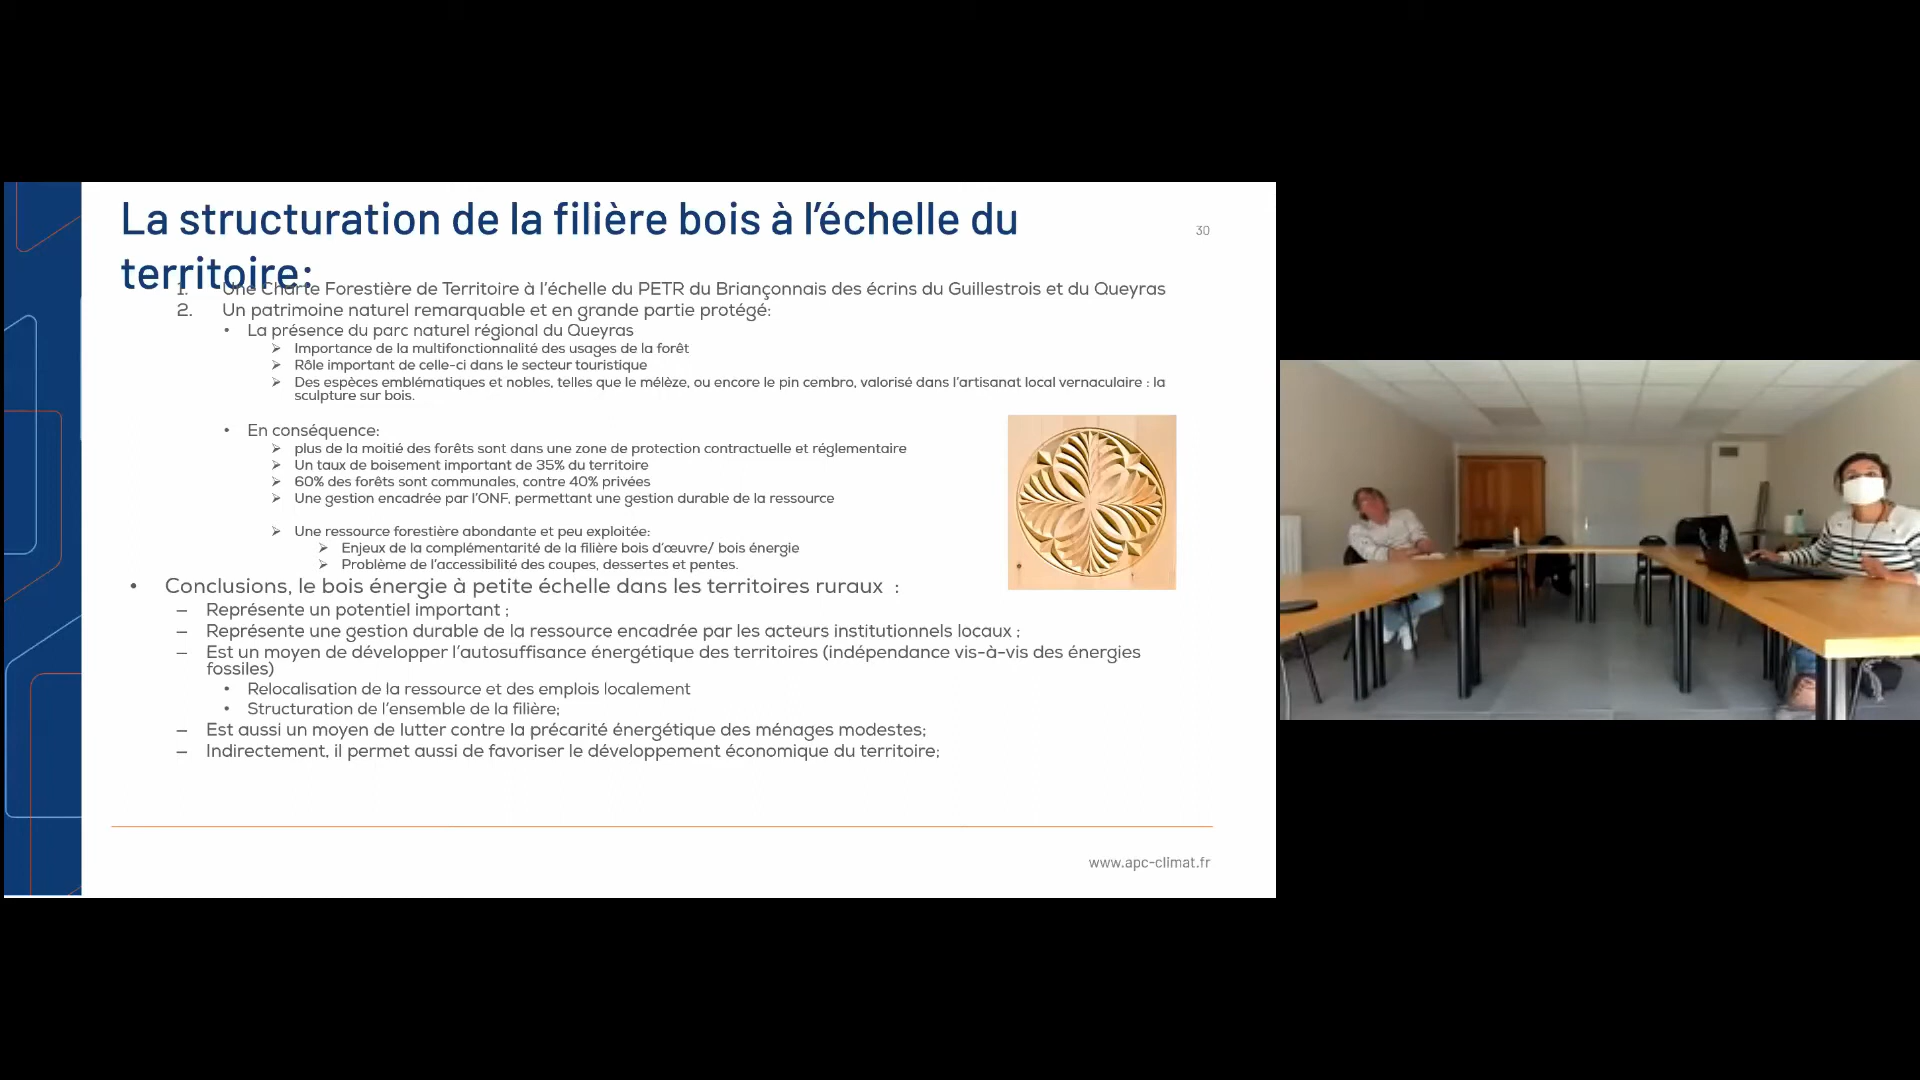 La structuration de la filière bois à l'échelle du
territoire:
30
1. Une Charte Forestière de Territoire à l'échelle du PETR du Briançonnais des écrins du Guillestrois et du Queyras
2. Un patrimoine naturel remarquable et en grande partie protégé:
• La présence du parc naturel régional du Queyras
➢ Importance de la multifonctionnalité des usages de la forêt
➢ Rôle important de celle-ci dans le secteur touristique
➢ Des espèces emblématiques et nobles, telles que le mélèze, ou encore le pin cembro, valorisé dans l'artisanat local vernaculaire : la
sculpture sur bois.
• En conséquence:
➢ plus de la moitié des forêts sont dans une zone de protection contractuelle et réglementaire
➢ Un taux de boisement important de 35% du territoire
➢ 60% des forêts sont communales, contre 40% privées
➢ Une gestion encadrée par l'ONF, permettant une gestion durable de la ressource
➢ Une ressource forestière abondante et peu exploitée:
➢ Enjeux de la complémentarité de la filière bois d'œuvre/ bois énergie
➢ Problème de l'accessibilité des coupes, dessertes et pentes.
• Conclusions, le bois énergie à petite échelle dans les territoires ruraux :
– Représente un potentiel important ;
– Représente une gestion durable de la ressource encadrée par les acteurs institutionnels locaux ;
– Est un moyen de développer l'autosuffisance énergétique des territoires (indépendance vis-à-vis des énergies
fossiles)
• Relocalisation de la ressource et des emplois localement
• Structuration de l'ensemble de la filière;
– Est aussi un moyen de lutter contre la précarité énergétique des ménages modestes;
– Indirectement, il permet aussi de favoriser le développement économique du territoire;
www.apc-climat.fr